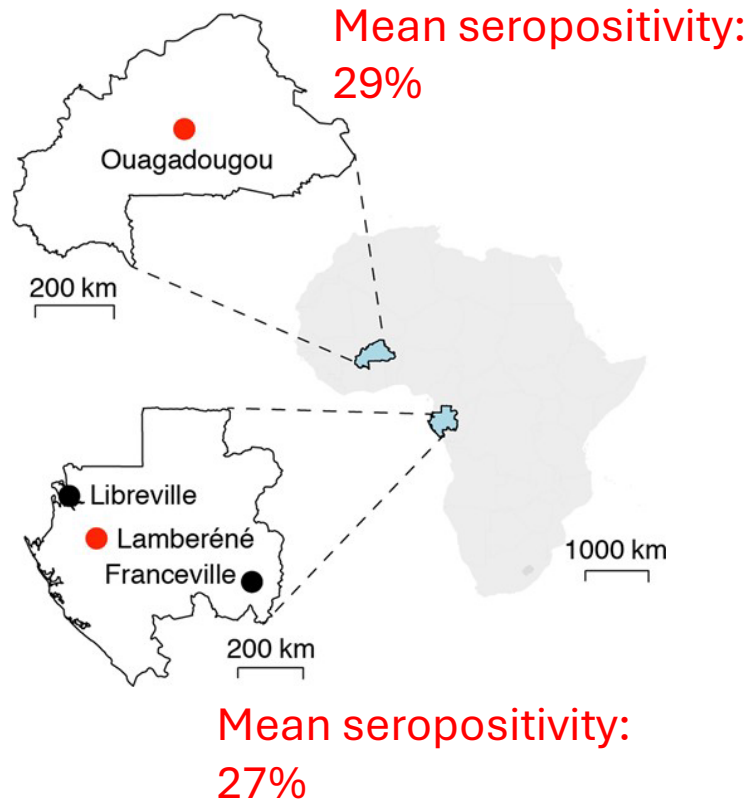 Mean seropositivity:
29%
Ouagadougou
200 km
Libreville
Lamberéné
Franceville
1000 km
200 km
Mean seropositivity:
27%